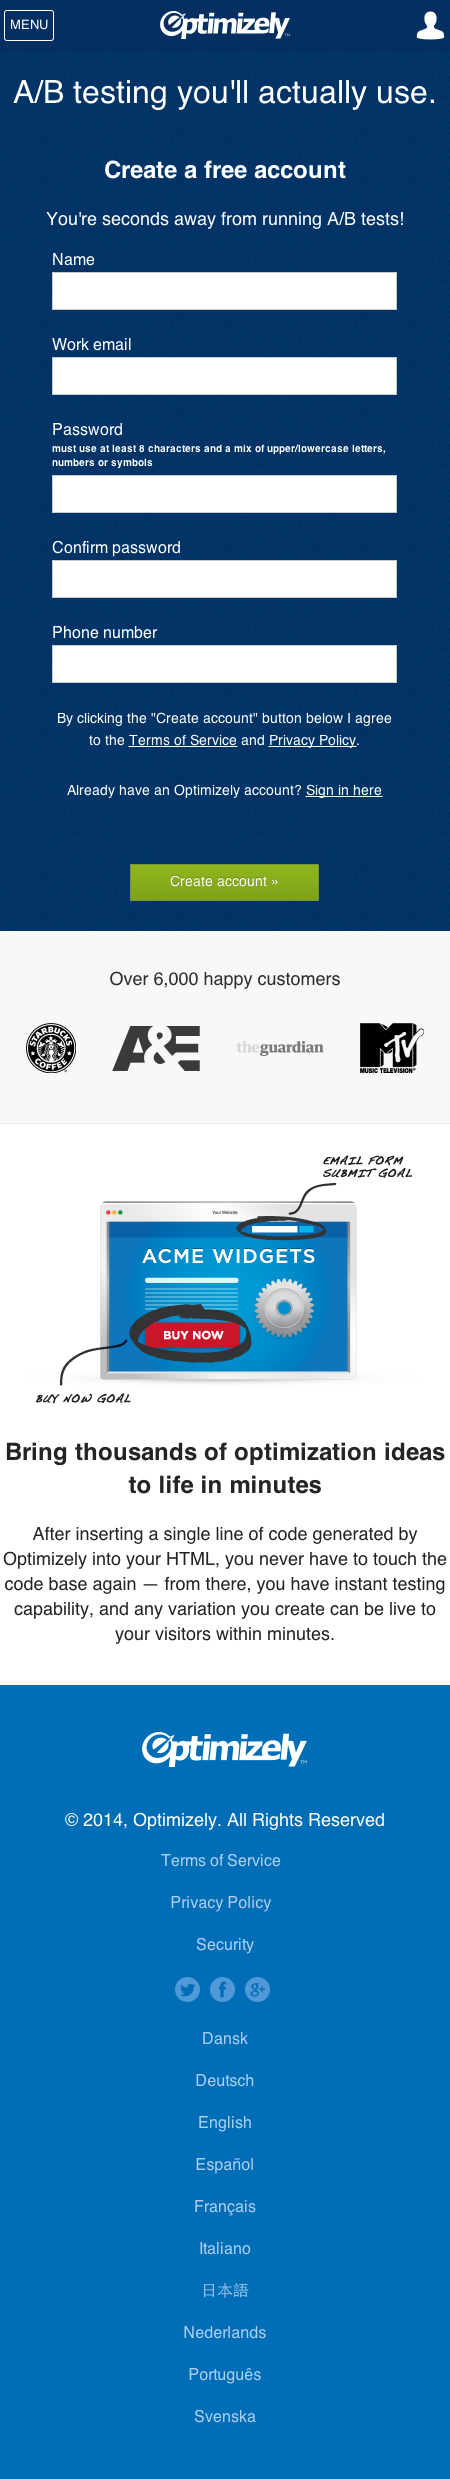 MENU
Optimizely
A/B testing you'll actually use.
Create a free account
You're seconds away from running A/B tests!
Name
Work email
Password
must use at least 8 characters and a mix of upper/lowercase letters,
numbers or symbols
Confirm password
Phone number
By clicking the "Create account" button below I agree
to the Terms of Service and Privacy Policy.
Already have an Optimizely account? Sign in here
Create account »
Over 6,000 happy customers
STARBUCKS COFFEE
A&E
theguardian
MTV
MUSIC TELEVISION®
EMAIL FORM
SUBMIT GOAL
Your Website
ACME WIDGETS
BUY NOW
BUY NOW GOAL
Bring thousands of optimization ideas
to life in minutes
After inserting a single line of code generated by
Optimizely into your HTML, you never have to touch the
code base again — from there, you have instant testing
capability, and any variation you create can be live to
your visitors within minutes.
Optimizely™
© 2014, Optimizely. All Rights Reserved
Terms of Service
Privacy Policy
Security
Dansk
Deutsch
English
Español
Français
Italiano
日本語
Nederlands
Português
Svenska